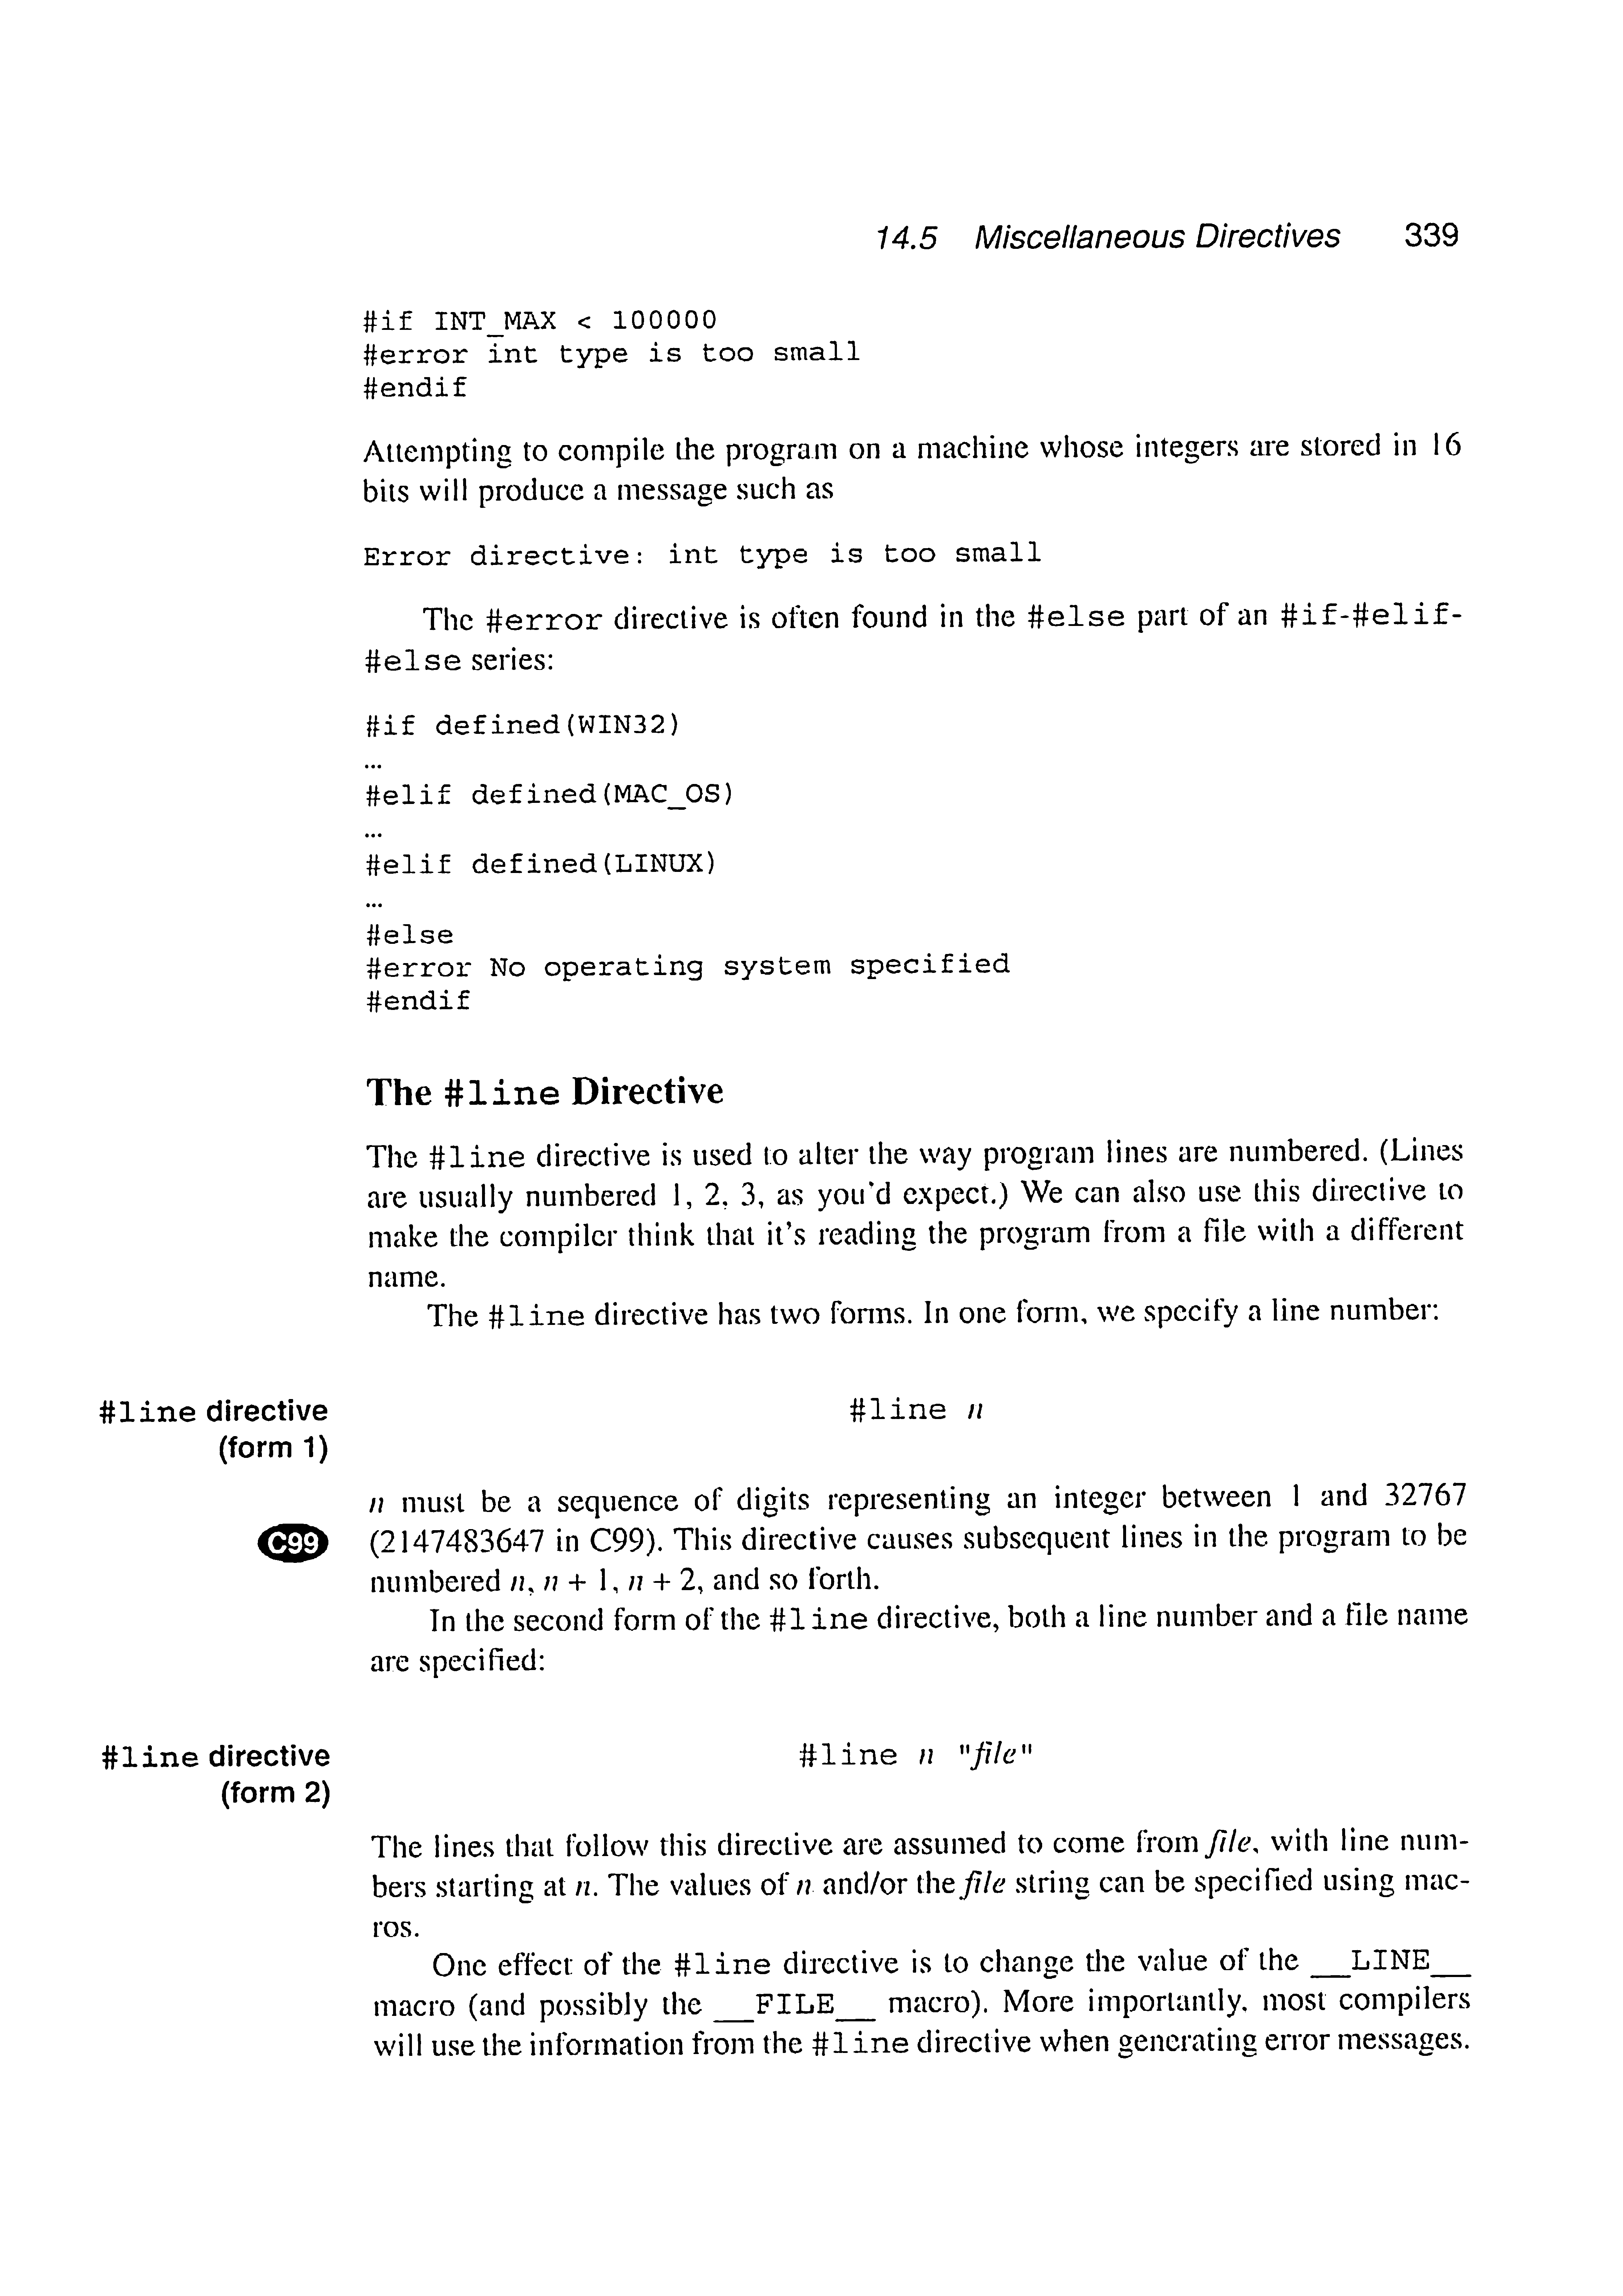 14.5 Miscellaneous Directives 339
#if INT_MAX < 100000
#error int type is too small
#endif
Attempting to compile the program on a machine whose integers are stored in 16
bits will produce a message such as
Error directive: int type is too small
The #error directive is often found in the #else part of an #if-#elif-
#else series:
#if defined(WIN32)
…
#elif defined(MAC_OS)
…
#elif defined(LINUX)
…
#else
#error No operating system specified
#endif
The #line Directive
The #line directive is used to alter the way program lines are numbered. (Lines
are usually numbered 1, 2, 3, as you'd expect.) We can also use this directive to
make the compiler think that it's reading the program from a file with a different
name.
The #line directive has two forms. In one form, we specify a line number:
#line directive
(form 1)
#line n
n must be a sequence of digits representing an integer between 1 and 32767
C99
(2147483647 in C99). This directive causes subsequent lines in the program to be
numbered n, n + 1, n + 2, and so forth.
In the second form of the #line directive, both a line number and a file name
are specified:
#line directive
(form 2)
#line n "file"
The lines that follow this directive are assumed to come from file, with line num-
bers starting at n. The values of n and/or the file string can be specified using mac-
ros.
One effect of the #line directive is to change the value of the __LINE__
macro (and possibly the __FILE__ macro). More importantly, most compilers
will use the information from the #line directive when generating error messages.